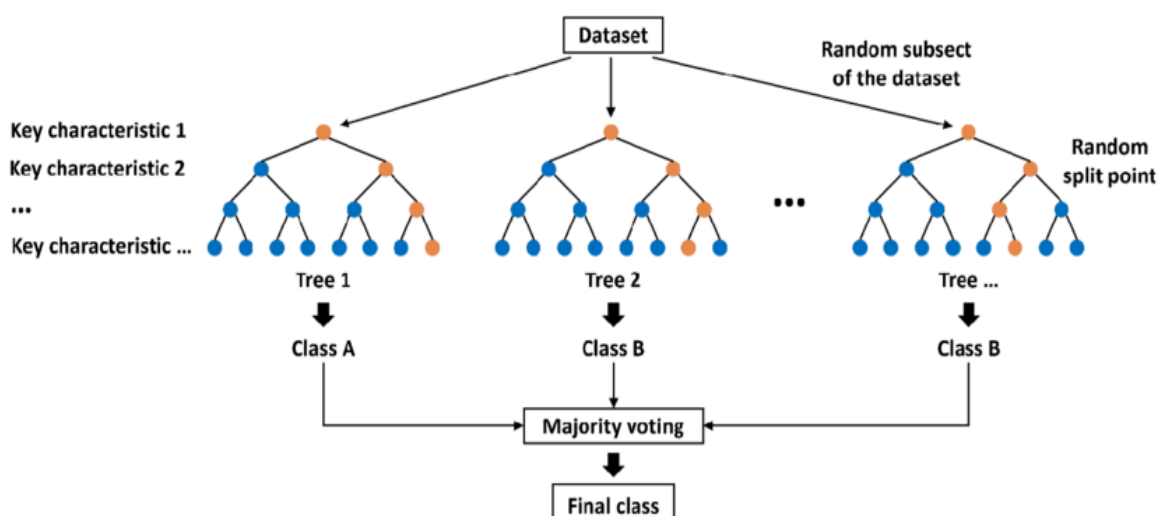 Dataset
Random subsect
of the dataset
Key characteristic 1
Key characteristic 2
Random
split point
...
...
Key characteristic ...
Tree 1
Tree 2
Tree ...
Class A
Class B
Class B
Majority voting
Final class